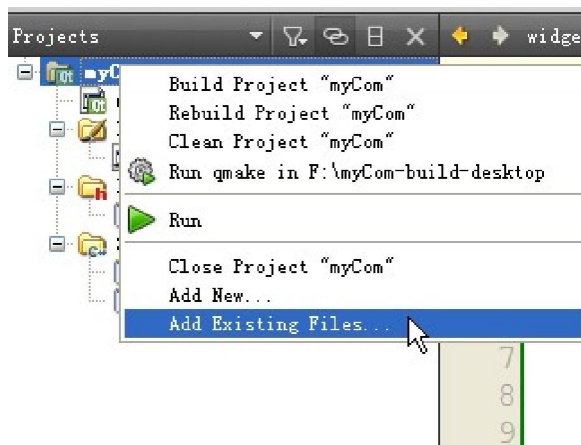 Projects
widge
myC
Build Project "myCom"
Rebuild Project "myCom"
Clean Project "myCom"
Run qmake in F:\myCom-build-desktop
Run
Close Project "myCom"
Add New...
Add Existing Files...
7
8
9